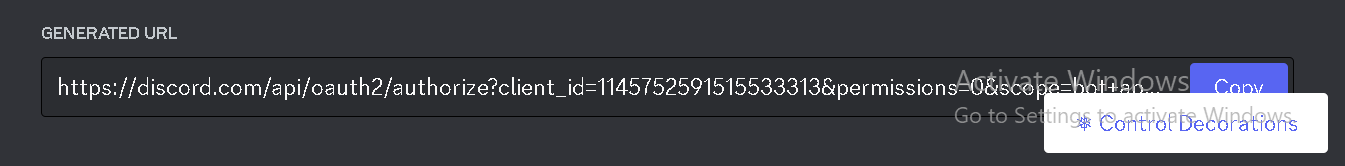 GENERATED URL
https://discord.com/api/oauth2/authorize?client_id=1145752591515533313&permissions=0&scope=bot+ap...
Copy
Activate Windows
Go to Settings to activate Windows.
❄ Control Decorations